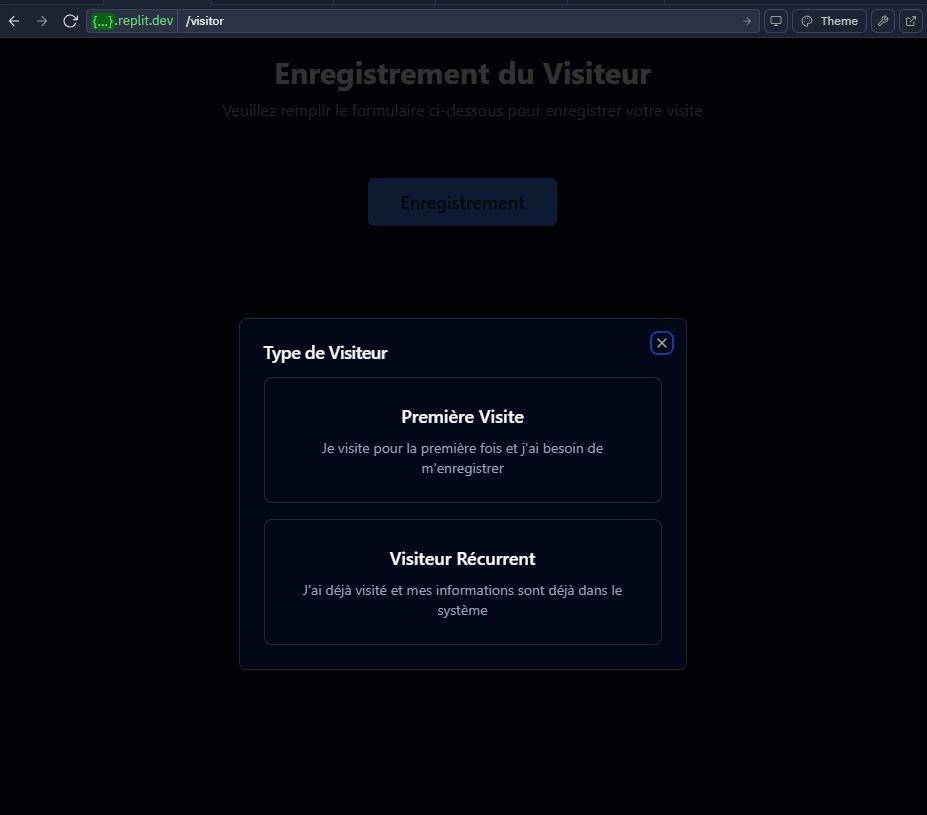 {...}.replit.dev /visitor
Theme
Enregistrement du Visiteur
Veuillez remplir le formulaire ci-dessous pour enregistrer votre visite
Enregistrement
Type de Visiteur
Première Visite
Je visite pour la première fois et j'ai besoin de
m'enregistrer
Visiteur Récurrent
J'ai déjà visité et mes informations sont déjà dans le
système